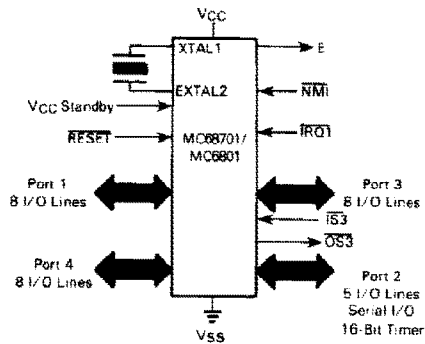 VCC
XTAL1
E
EXTAL2
NMI
VCC Standby
RESET
MC68701/
MC6801
IRQ1
Port 1
8 I/O Lines
Port 3
8 I/O Lines
IS3
OS3
Port 4
8 I/O Lines
Port 2
5 I/O Lines
Serial I/O
16-Bit Timer
VSS